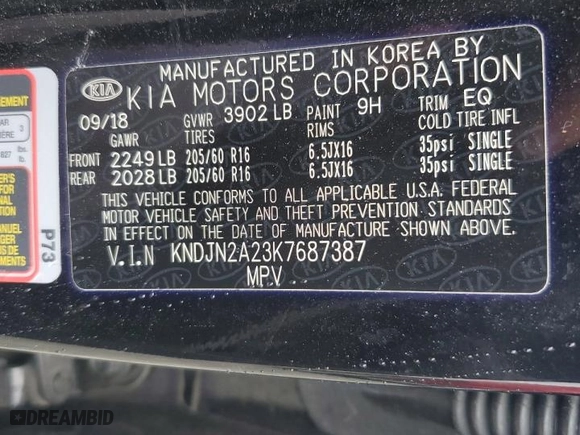 MANUFACTURED IN KOREA BY
KIA KIA MOTORS CORPORATION
09/18 GVWR 3902 LB PAINT 9H TRIM EQ
GAWR TIRES RIMS COLD TIRE INFL
FRONT 2249 LB 205/60 R16 6.5JX16 35psi SINGLE
REAR 2028 LB 205/60 R16 6.5JX16 35psi SINGLE
THIS VEHICLE CONFORMS TO ALL APPLICABLE U.S.A. FEDERAL
MOTOR VEHICLE SAFETY AND THEFT PREVENTION STANDARDS
IN EFFECT ON THE DATE OF MANUFACTURE SHOWN ABOVE.
V.I.N KNDJN2A23K7687387
MPV
P73
DREAMBID